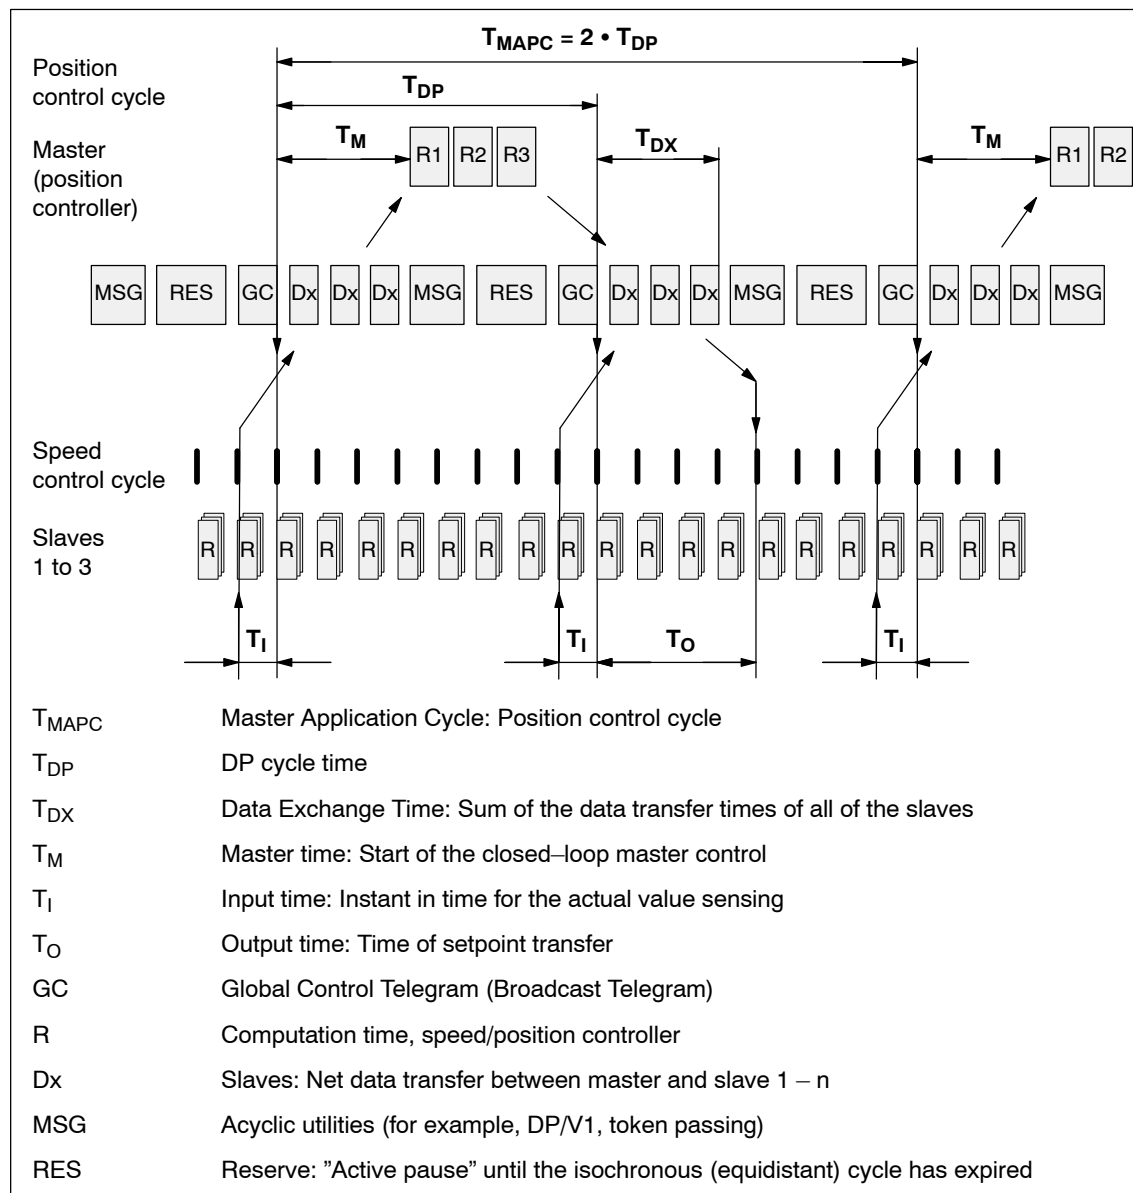 T_MAPC = 2 • T_DP
Position
control cycle
T_DP
Master
(position
controller)
T_M
R1 R2 R3
T_DX
T_M
R1 R2
MSG RES GC Dx Dx Dx MSG RES GC Dx Dx Dx MSG RES GC Dx Dx Dx MSG
Speed
control cycle
Slaves
1 to 3
R R R R R R R R R R R R R R R R R R R R R
T_I T_I T_O T_I
T_MAPC Master Application Cycle: Position control cycle
T_DP DP cycle time
T_DX Data Exchange Time: Sum of the data transfer times of all of the slaves
T_M Master time: Start of the closed–loop master control
T_I Input time: Instant in time for the actual value sensing
T_O Output time: Time of setpoint transfer
GC Global Control Telegram (Broadcast Telegram)
R Computation time, speed/position controller
Dx Slaves: Net data transfer between master and slave 1 – n
MSG Acyclic utilities (for example, DP/V1, token passing)
RES Reserve: ”Active pause” until the isochronous (equidistant) cycle has expired